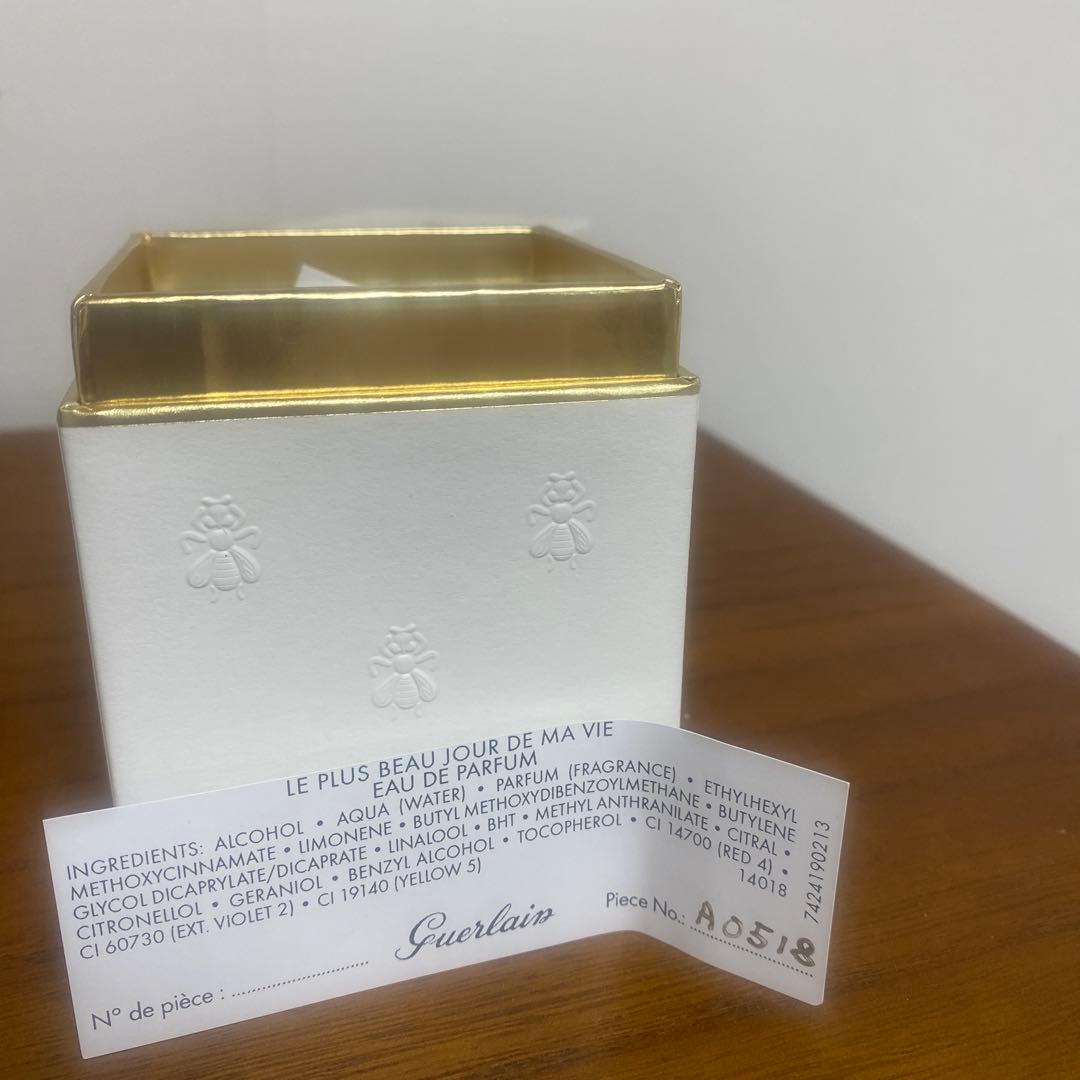 LE PLUS BEAU JOUR DE MA VIE
EAU DE PARFUM
INGREDIENTS: ALCOHOL • AQUA (WATER) • PARFUM (FRAGRANCE) • ETHYLHEXYL
METHOXYCINNAMATE • LIMONENE • BUTYL METHOXYDIBENZOYLMETHANE • BUTYLENE
GLYCOL DICAPRYLATE/DICAPRATE • LINALOOL • BHT • METHYL ANTHRANILATE • CITRAL •
CITRONELLOL • GERANIOL • BENZYL ALCOHOL • TOCOPHEROL • CI 14700 (RED 4) •
CI 60730 (EXT. VIOLET 2) • CI 19140 (YELLOW 5)
14018
7424190213
Guerlain
Piece No.: A0518
N° de pièce :